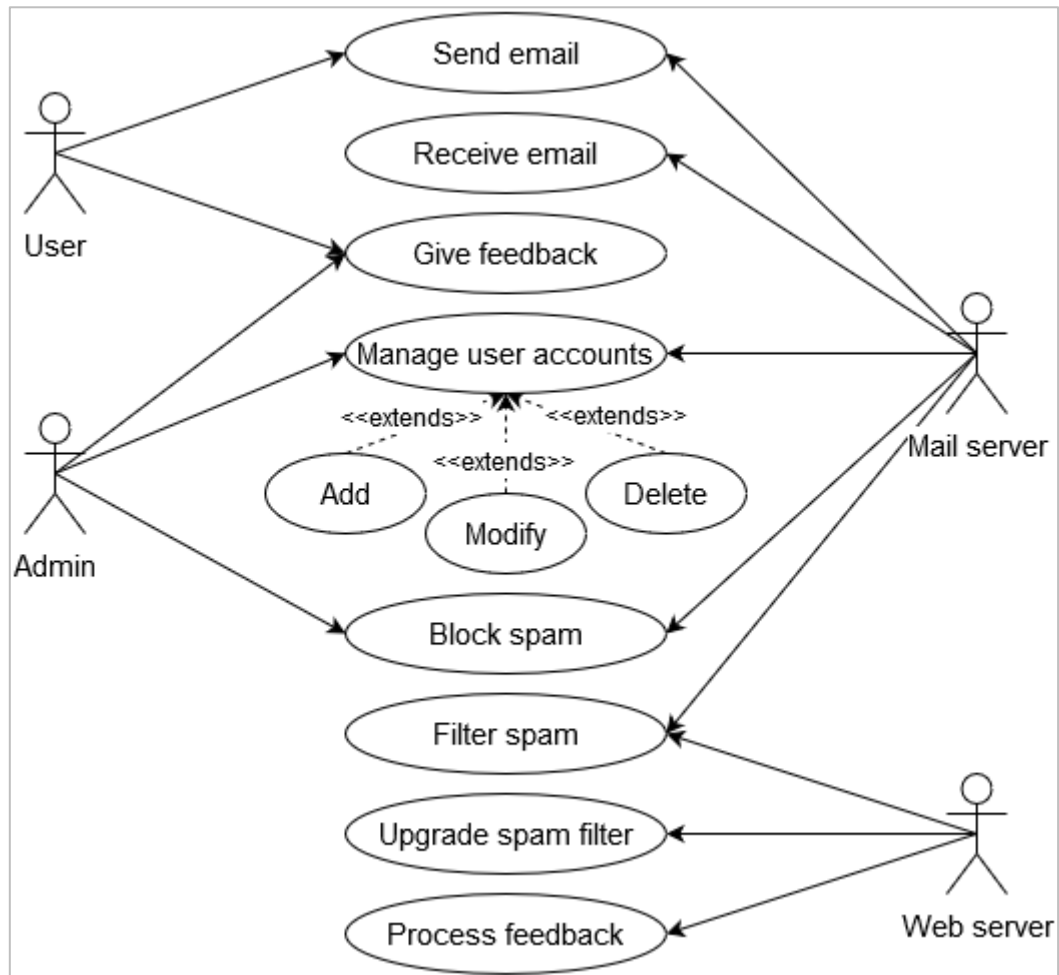 Send email
Receive email
User
Give feedback
Manage user accounts
<<extends>>
<<extends>>
<<extends>>
Mail server
Add
Delete
Modify
Admin
Block spam
Filter spam
Upgrade spam filter
Web server
Process feedback